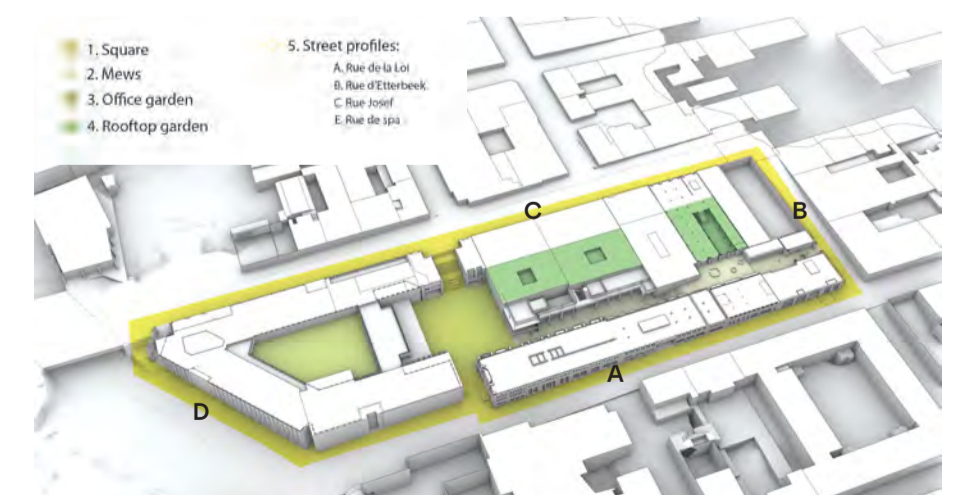 1. Square
2. Mews
3. Office garden
4. Rooftop garden
5. Street profiles:
A. Rue de la Loi
B. Rue d'Etterbeek
C Rue Josef
E. Rue de spa
C
B
A
D